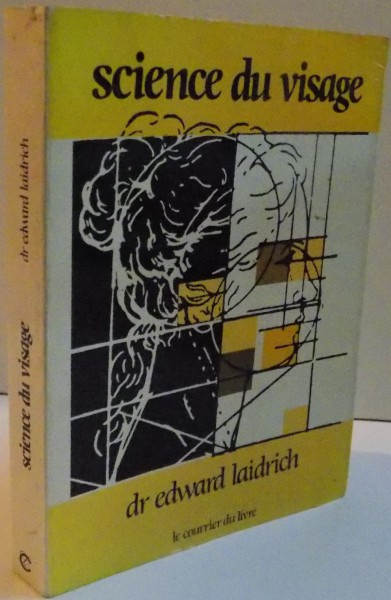 science du visage
dr edward laidrich
le courrier du livre
dr edward laidrich
science du visage